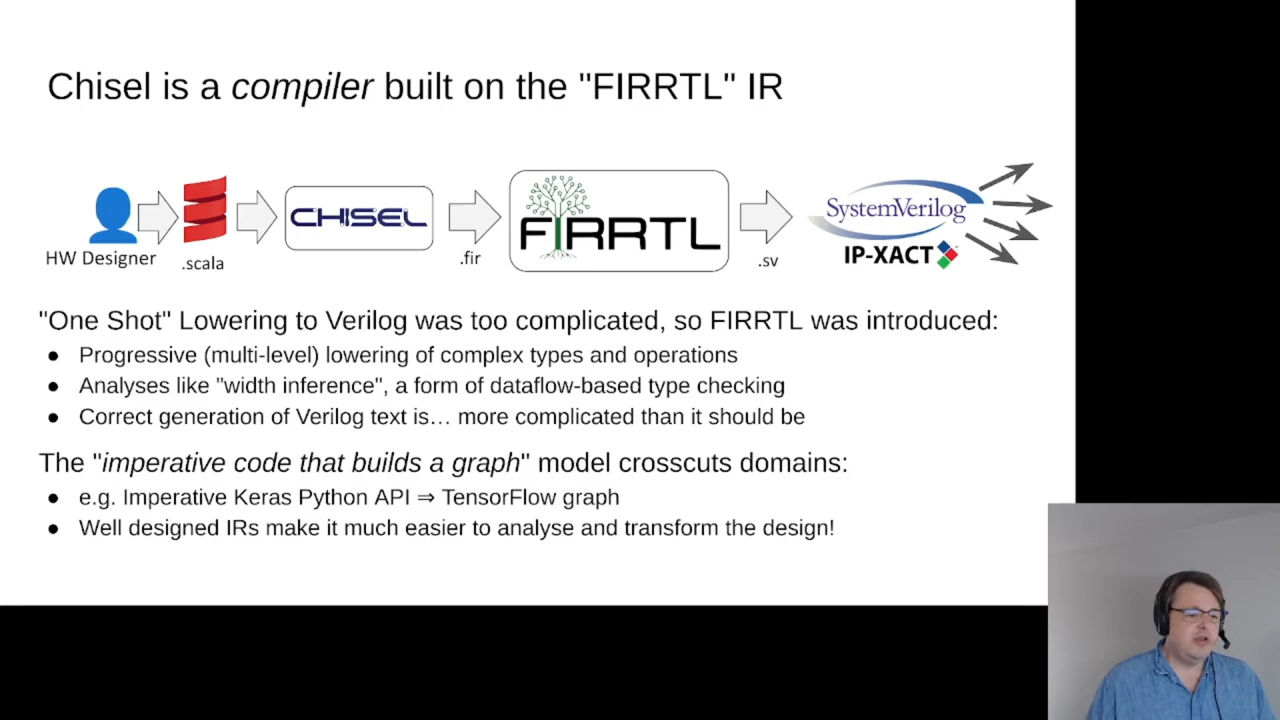 Chisel is a compiler built on the "FIRRTL" IR
HW Designer
.scala
CHISEL
.fir
FIRRTL
.sv
SystemVerilog
IP-XACT
"One Shot" Lowering to Verilog was too complicated, so FIRRTL was introduced:
● Progressive (multi-level) lowering of complex types and operations
● Analyses like "width inference", a form of dataflow-based type checking
● Correct generation of Verilog text is… more complicated than it should be
The "imperative code that builds a graph" model crosscuts domains:
● e.g. Imperative Keras Python API ⇒ TensorFlow graph
● Well designed IRs make it much easier to analyse and transform the design!